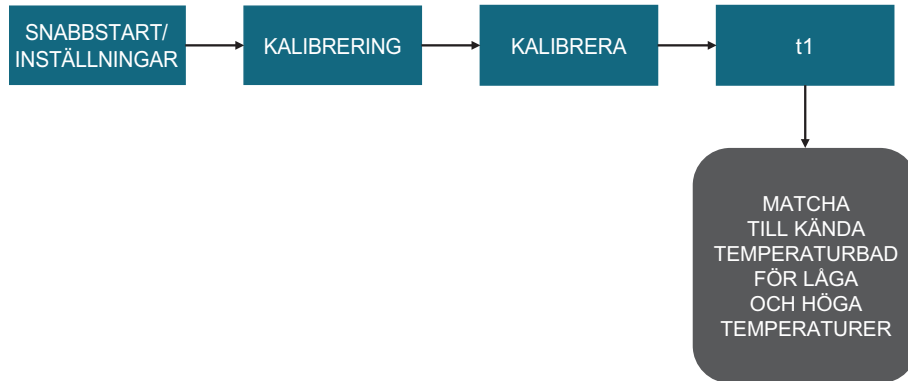 SNABBSTART/
INSTÄLLNINGAR
KALIBRERING
KALIBRERA
t1
MATCHA
TILL KÄNDA
TEMPERATURBAD
FÖR LÅGA
OCH HÖGA
TEMPERATURER